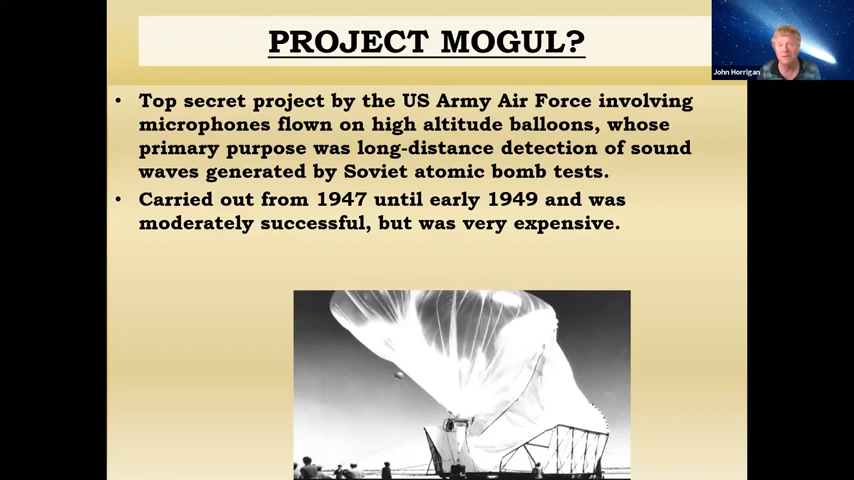 PROJECT MOGUL?
John Horrigan
• Top secret project by the US Army Air Force involving
microphones flown on high altitude balloons, whose
primary purpose was long-distance detection of sound
waves generated by Soviet atomic bomb tests.
• Carried out from 1947 until early 1949 and was
moderately successful, but was very expensive.